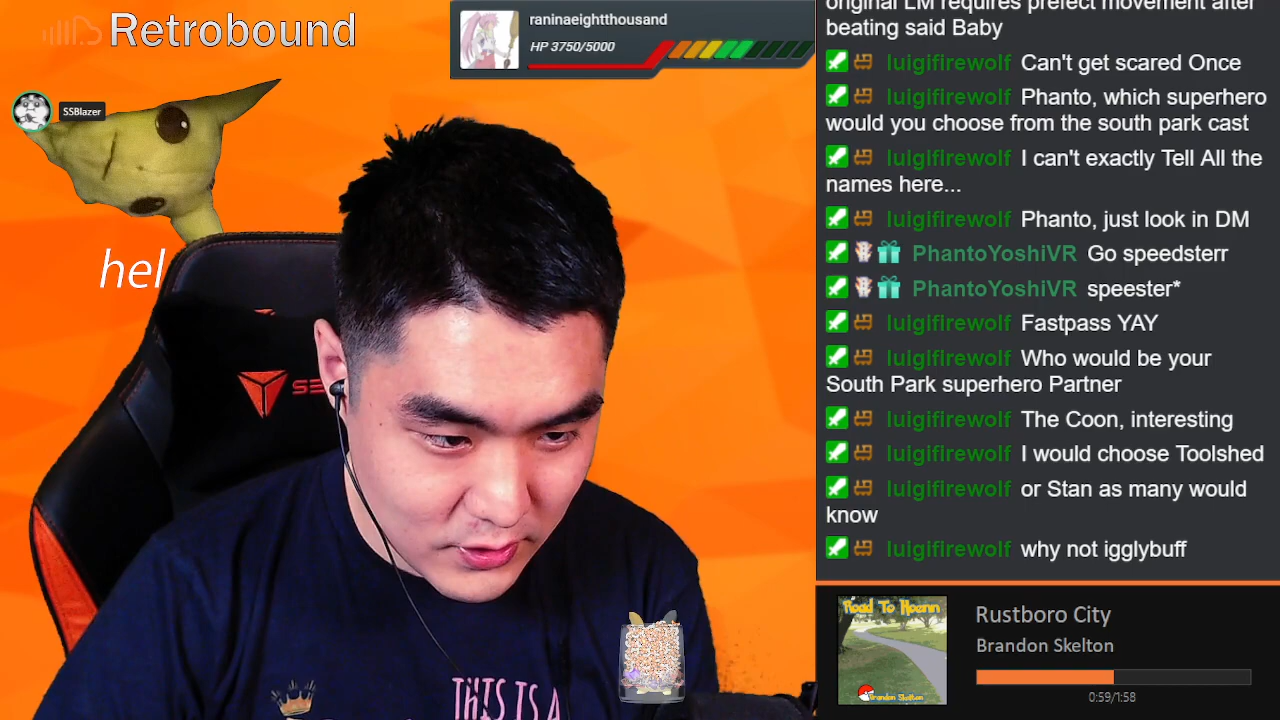 Retrobound
raninaeightthousand
HP 3750/5000
SSBlazer
hel
SE
THIS IS A
original LM requires prefect movement after
beating said Baby
luigifirewolf Can't get scared Once
luigifirewolf Phanto, which superhero
would you choose from the south park cast
luigifirewolf I can't exactly Tell All the
names here...
luigifirewolf Phanto, just look in DM
PhantoYoshiVR Go speedsterr
PhantoYoshiVR speester*
luigifirewolf Fastpass YAY
luigifirewolf Who would be your
South Park superhero Partner
luigifirewolf The Coon, interesting
luigifirewolf I would choose Toolshed
luigifirewolf or Stan as many would
know
luigifirewolf why not igglybuff
Road To Hoenn
Brandon Skelton
Rustboro City
Brandon Skelton
0:59/1:58